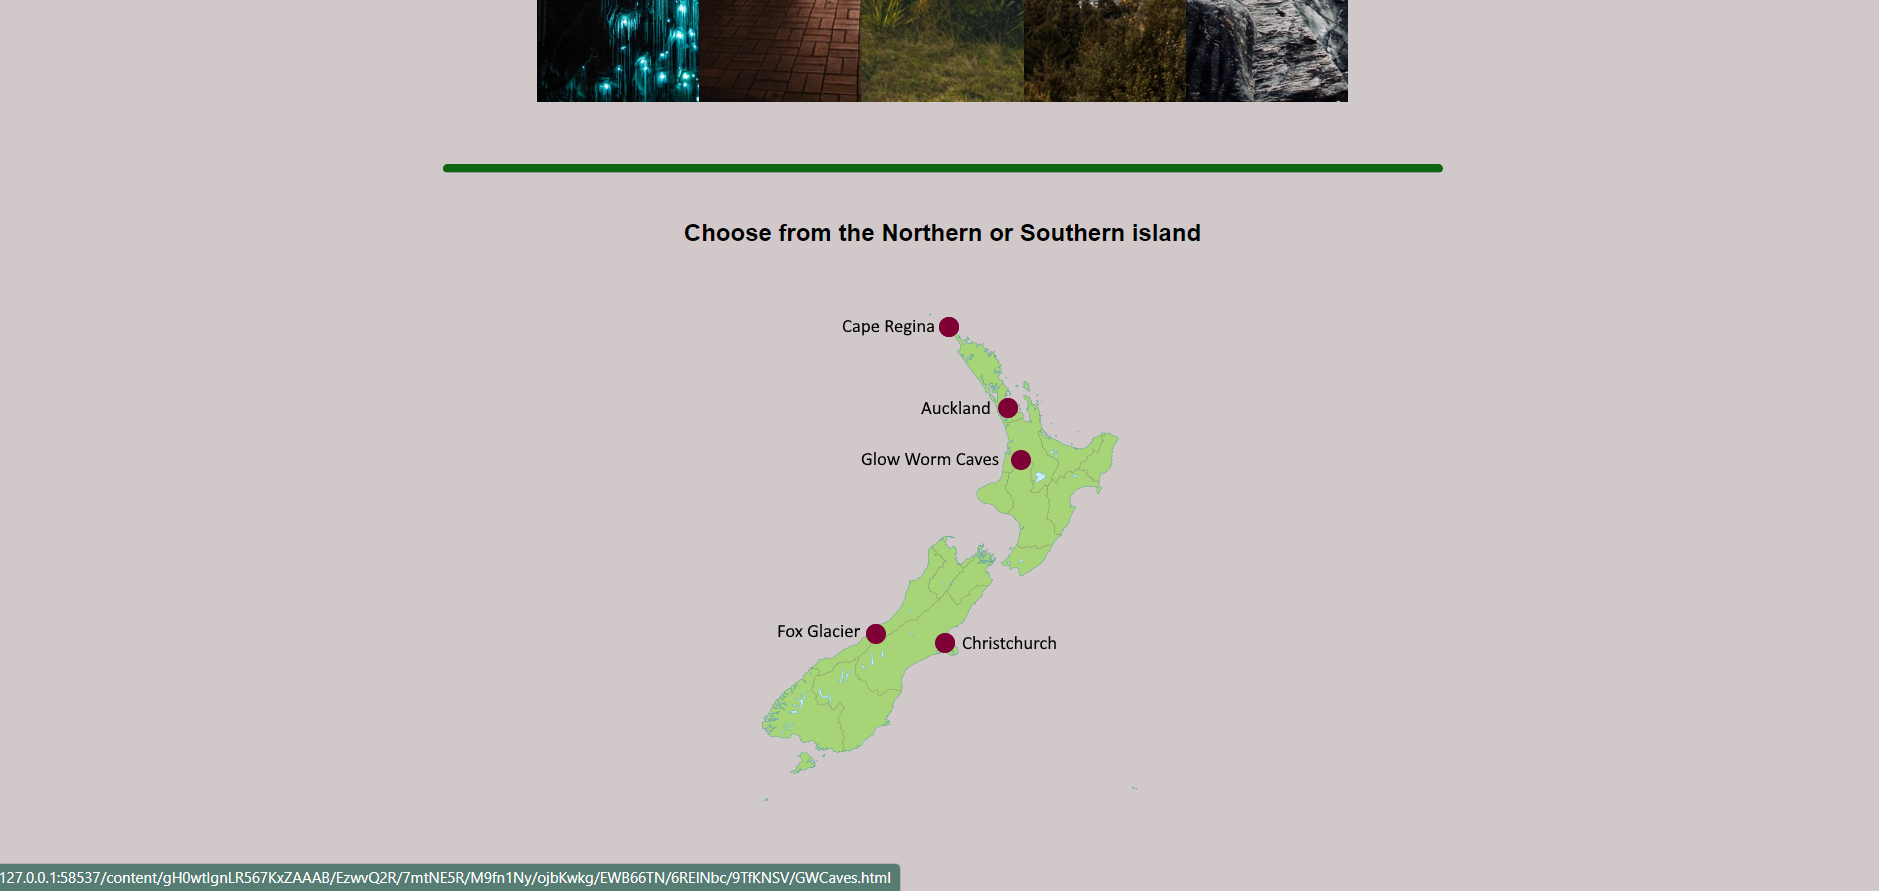 Choose from the Northern or Southern island
Cape Regina
Auckland
Glow Worm Caves
Fox Glacier
Christchurch
127.0.0.1:58537/content/gH0wtIgnLR567KxZAAAB/EzwvQ2R/7mtNE5R/M9fn1Ny/ojbKwkg/EWB66TN/6REINbc/9TfKNSV/GWCaves.html